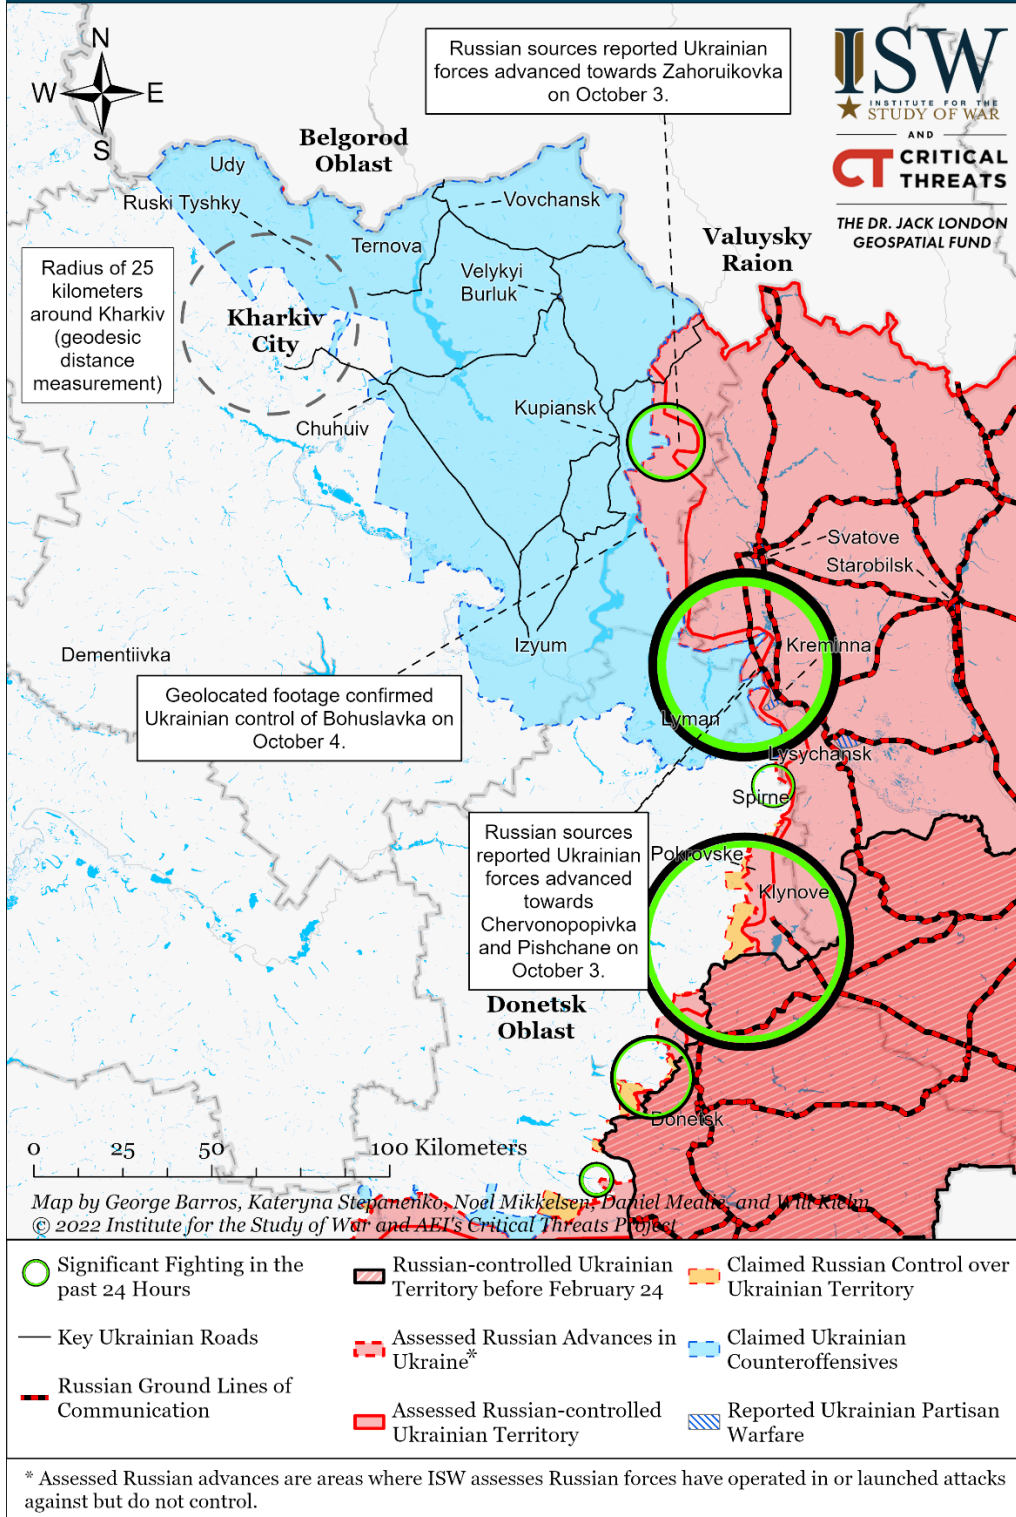 N
W
E
S
Russian sources reported Ukrainian
forces advanced towards Zahoruikovka
on October 3.
ISW
INSTITUTE FOR THE
STUDY OF WAR
AND
CT CRITICAL
THREATS
THE DR. JACK LONDON
GEOSPATIAL FUND
Belgorod
Oblast
Udy
Ruski Tyshky
Vovchansk
Ternova
Valuysky
Raion
Radius of 25
kilometers
around Kharkiv
(geodesic
distance
measurement)
Velykyi
Burluk
Kharkiv
City
Kupiansk
Chuhuiv
Svatove
Starobilsk
Izyum
Kreminna
Dementiivka
Geolocated footage confirmed
Ukrainian control of Bohuslavka on
October 4.
Lyman
Lysychansk
Spirne
Russian sources
reported Ukrainian
forces advanced
towards
Chervonopopivka
and Pishchane on
October 3.
Pokrovske
Klynove
Donetsk
Oblast
Donetsk
0 25 50 100 Kilometers
Map by George Barros, Kateryna Stepanenko, Noel Mikkelsen, Daniel Mealie, and Will Kielm
© 2022 Institute for the Study of War and AEI's Critical Threats Project
Significant Fighting in the
past 24 Hours
Key Ukrainian Roads
Russian Ground Lines of
Communication
Russian-controlled Ukrainian
Territory before February 24
Assessed Russian Advances in
Ukraine*
Assessed Russian-controlled
Ukrainian Territory
Claimed Russian Control over
Ukrainian Territory
Claimed Ukrainian
Counteroffensives
Reported Ukrainian Partisan
Warfare
* Assessed Russian advances are areas where ISW assesses Russian forces have operated in or launched attacks
against but do not control.